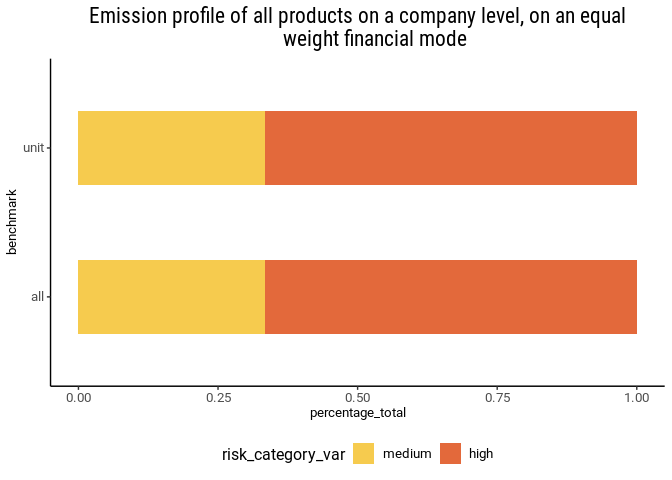 Emission profile of all products on a company level, on an equal
weight financial mode
benchmark
unit
all
0.00 0.25 0.50 0.75 1.00
percentage_total
risk_category_var medium high